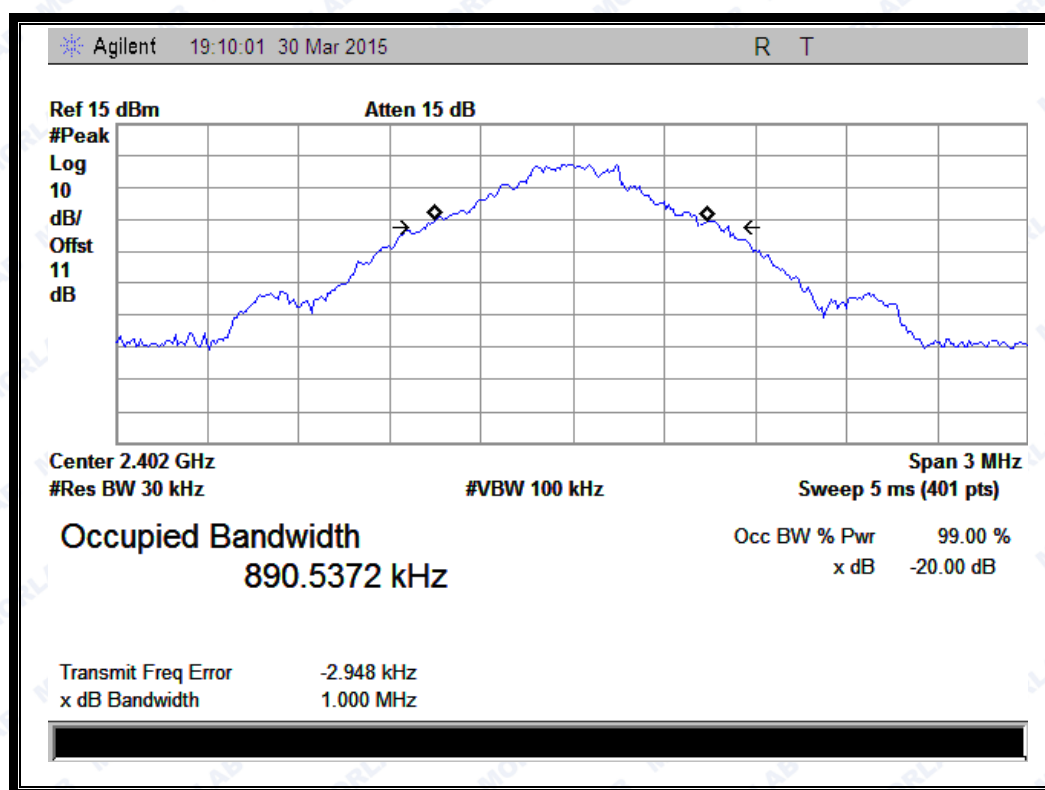 Agilent 19:10:01 30 Mar 2015 R T
Ref 15 dBm Atten 15 dB
#Peak
Log
10
dB/
Offst
11
dB
Center 2.402 GHz Span 3 MHz
#Res BW 30 kHz #VBW 100 kHz Sweep 5 ms (401 pts)
Occupied Bandwidth
890.5372 kHz
Occ BW % Pwr 99.00 %
x dB -20.00 dB
Transmit Freq Error -2.948 kHz
x dB Bandwidth 1.000 MHz